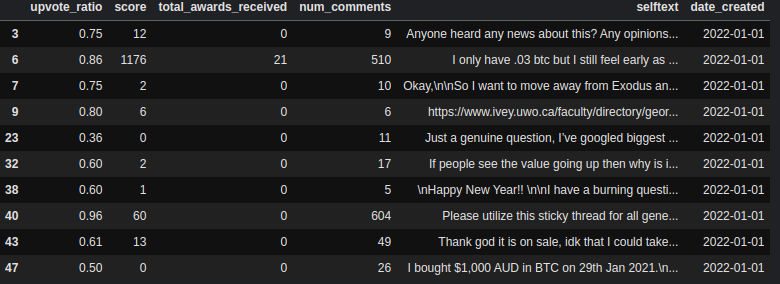 upvote_ratio score total_awards_received num_comments selftext date_created
3 0.75 12 0 9 Anyone heard any news about this? Any opinions... 2022-01-01
6 0.86 1176 21 510 I only have .03 btc but I still feel early as ... 2022-01-01
7 0.75 2 0 10 Okay,\n\nSo I want to move away from Exodus an... 2022-01-01
9 0.80 6 0 6 https://www.ivey.uwo.ca/faculty/directory/geor... 2022-01-01
23 0.36 0 0 11 Just a genuine question, I've googled biggest ... 2022-01-01
32 0.60 2 0 17 If people see the value going up then why is i... 2022-01-01
38 0.60 1 0 5 \nHappy New Year!! \n\nI have a burning questi... 2022-01-01
40 0.96 60 0 604 Please utilize this sticky thread for all gene... 2022-01-01
43 0.61 13 0 49 Thank god it is on sale, idk that I could take... 2022-01-01
47 0.50 0 0 26 I bought $1,000 AUD in BTC on 29th Jan 2021.\n... 2022-01-01